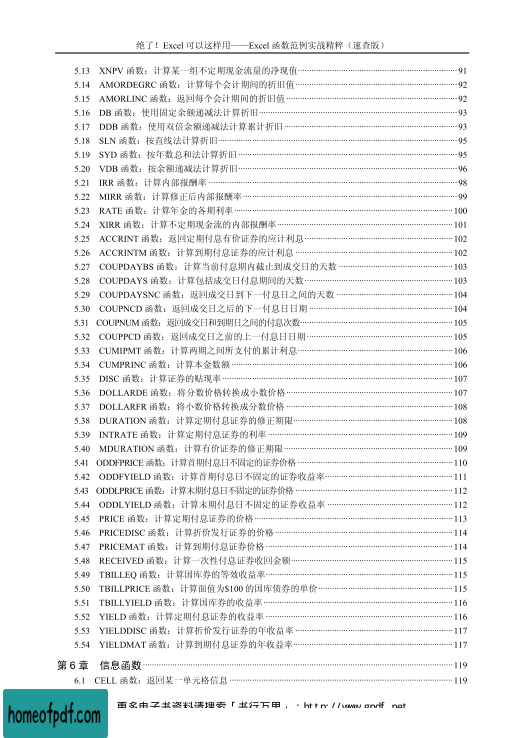 绝了！Excel 可以这样用——Excel 函数范例实战精粹（速查版）
5.13 XNPV 函数：计算某一组不定期现金流量的净现值 91
5.14 AMORDEGRC 函数：计算每个会计期间的折旧值 92
5.15 AMORLINC 函数：返回每个会计期间的折旧值 92
5.16 DB 函数：使用固定余额递减法计算折旧 93
5.17 DDB 函数：使用双倍余额递减法计算累计折旧 93
5.18 SLN 函数：按直线法计算折旧 95
5.19 SYD 函数：按年数总和法计算折旧 95
5.20 VDB 函数：按余额递减法计算折旧 96
5.21 IRR 函数：计算内部报酬率 98
5.22 MIRR 函数：计算修正后内部报酬率 99
5.23 RATE 函数：计算年金的各期利率 100
5.24 XIRR 函数：计算不定期现金流的内部报酬率 101
5.25 ACCRINT 函数：返回定期付息有价证券的应计利息 102
5.26 ACCRINTM 函数：计算到期付息证券的应计利息 102
5.27 COUPDAYBS 函数：计算当前付息期内截止到成交日的天数 103
5.28 COUPDAYS 函数：计算包括成交日付息期间的天数 103
5.29 COUPDAYSNC 函数：返回成交日到下一付息日之间的天数 104
5.30 COUPNCD 函数：返回成交日之后的下一付息日日期 104
5.31 COUPNUM 函数：返回成交日和到期日之间的付息次数 105
5.32 COUPPCD 函数：返回成交日之前的上一付息日日期 105
5.33 CUMIPMT 函数：计算两期之间所支付的累计利息 106
5.34 CUMPRINC 函数：计算本金数额 106
5.35 DISC 函数：计算证券的贴现率 107
5.36 DOLLARDE 函数：将分数价格转换成小数价格 107
5.37 DOLLARFR 函数：将小数价格转换成分数价格 108
5.38 DURATION 函数：计算定期付息证券的修正期限 108
5.39 INTRATE 函数：计算定期付息证券的利率 109
5.40 MDURATION 函数：计算有价证券的修正期限 109
5.41 ODDFPRICE 函数：计算首期付息日不固定的证券价格 110
5.42 ODDFYIELD 函数：计算首期付息日不固定的证券收益率 111
5.43 ODDLPRICE 函数：计算末期付息日不固定的证券价格 112
5.44 ODDLYIELD 函数：计算末期付息日不固定的证券收益率 112
5.45 PRICE 函数：计算定期付息证券的价格 113
5.46 PRICEDISC 函数：计算折价发行证券的价格 114
5.47 PRICEMAT 函数：计算到期付息证券价格 114
5.48 RECEIVED 函数：计算一次性付息证券收回金额 115
5.49 TBILLEQ 函数：计算国库券的等效收益率 115
5.50 TBILLPRICE 函数：计算面值为$100 的国库债券的单价 115
5.51 TBILLYIELD 函数：计算国库券的收益率 116
5.52 YIELD 函数：计算定期付息证券的收益率 116
5.53 YIELDDISC 函数：计算折价发行证券的年收益率 117
5.54 YIELDMAT 函数：计算到期付息证券的年收益率 117
第 6 章 信息函数 119
6.1 CELL 函数：返回某一单元格信息 119
更多电子书资料请搜索「书行万里」：http://www.gpdf.net
homeofpdf.com